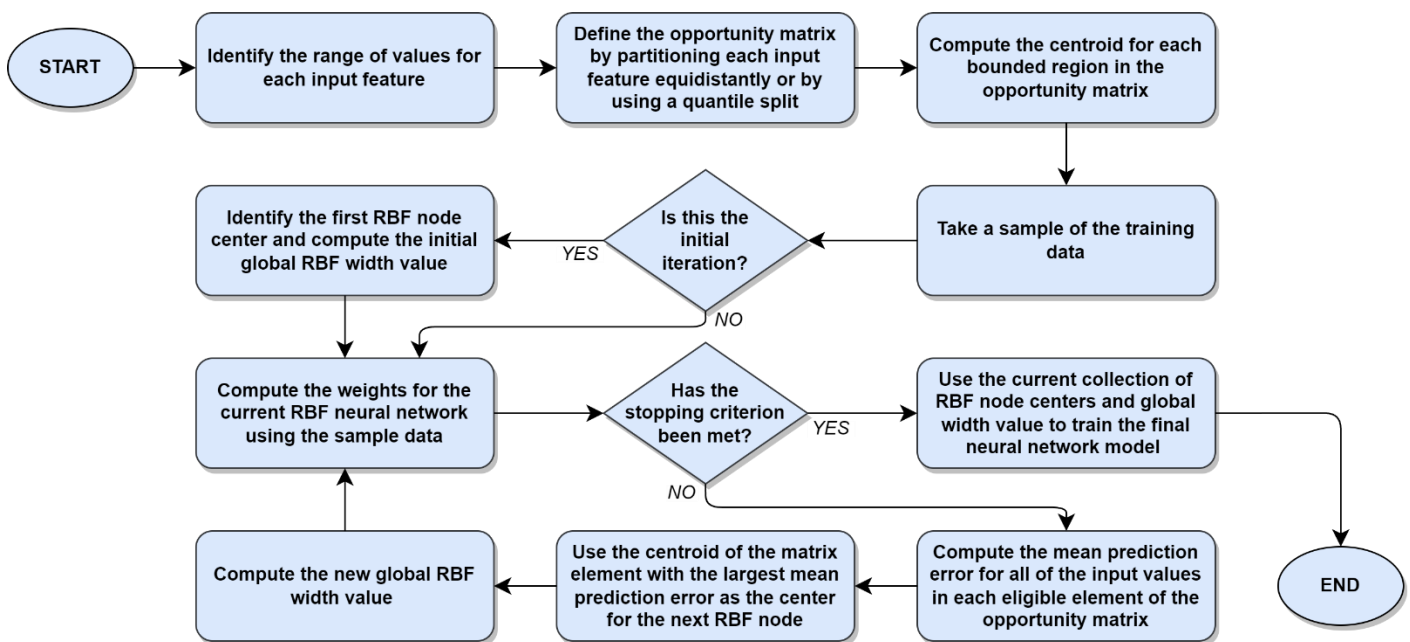 START
Identify the range of values for
each input feature
Define the opportunity matrix
by partitioning each input
feature equidistantly or by
using a quantile split
Compute the centroid for each
bounded region in the
opportunity matrix
Take a sample of the training
data
Is this the
initial
iteration?
YES
NO
Identify the first RBF node
center and compute the initial
global RBF width value
Compute the weights for the
current RBF neural network
using the sample data
Has the
stopping criterion
been met?
YES
NO
Use the current collection of
RBF node centers and global
width value to train the final
neural network model
END
Compute the mean prediction
error for all of the input values
in each eligible element of the
opportunity matrix
Use the centroid of the matrix
element with the largest mean
prediction error as the center
for the next RBF node
Compute the new global RBF
width value